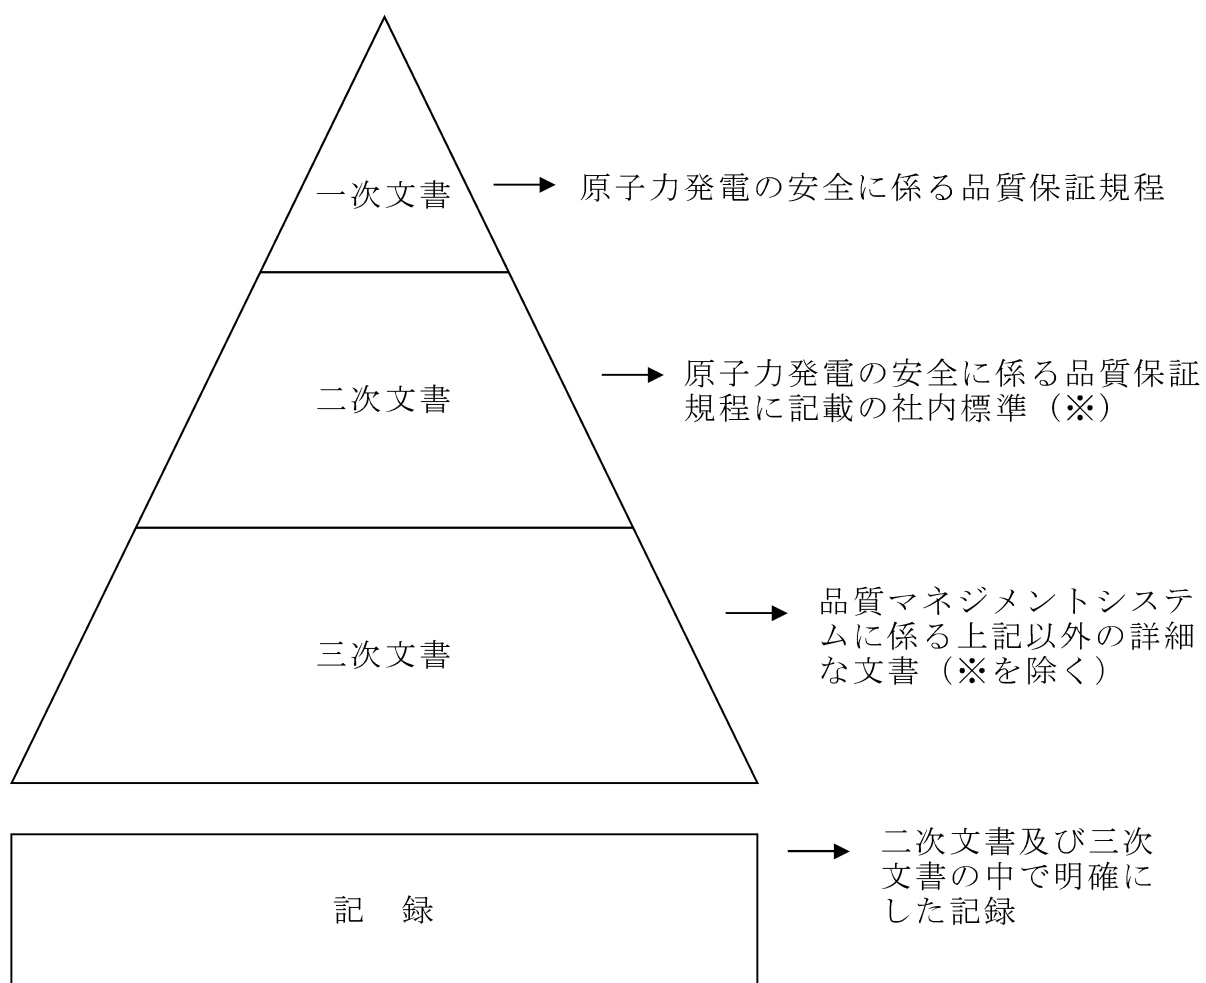 一次文書
原子力発電の安全に係る品質保証規程
二次文書
原子力発電の安全に係る品質保証
規程に記載の社内標準（※）
三次文書
品質マネジメントシステ
ムに係る上記以外の詳細
な文書（※を除く）
記　録
二次文書及び三次
文書の中で明確に
した記録